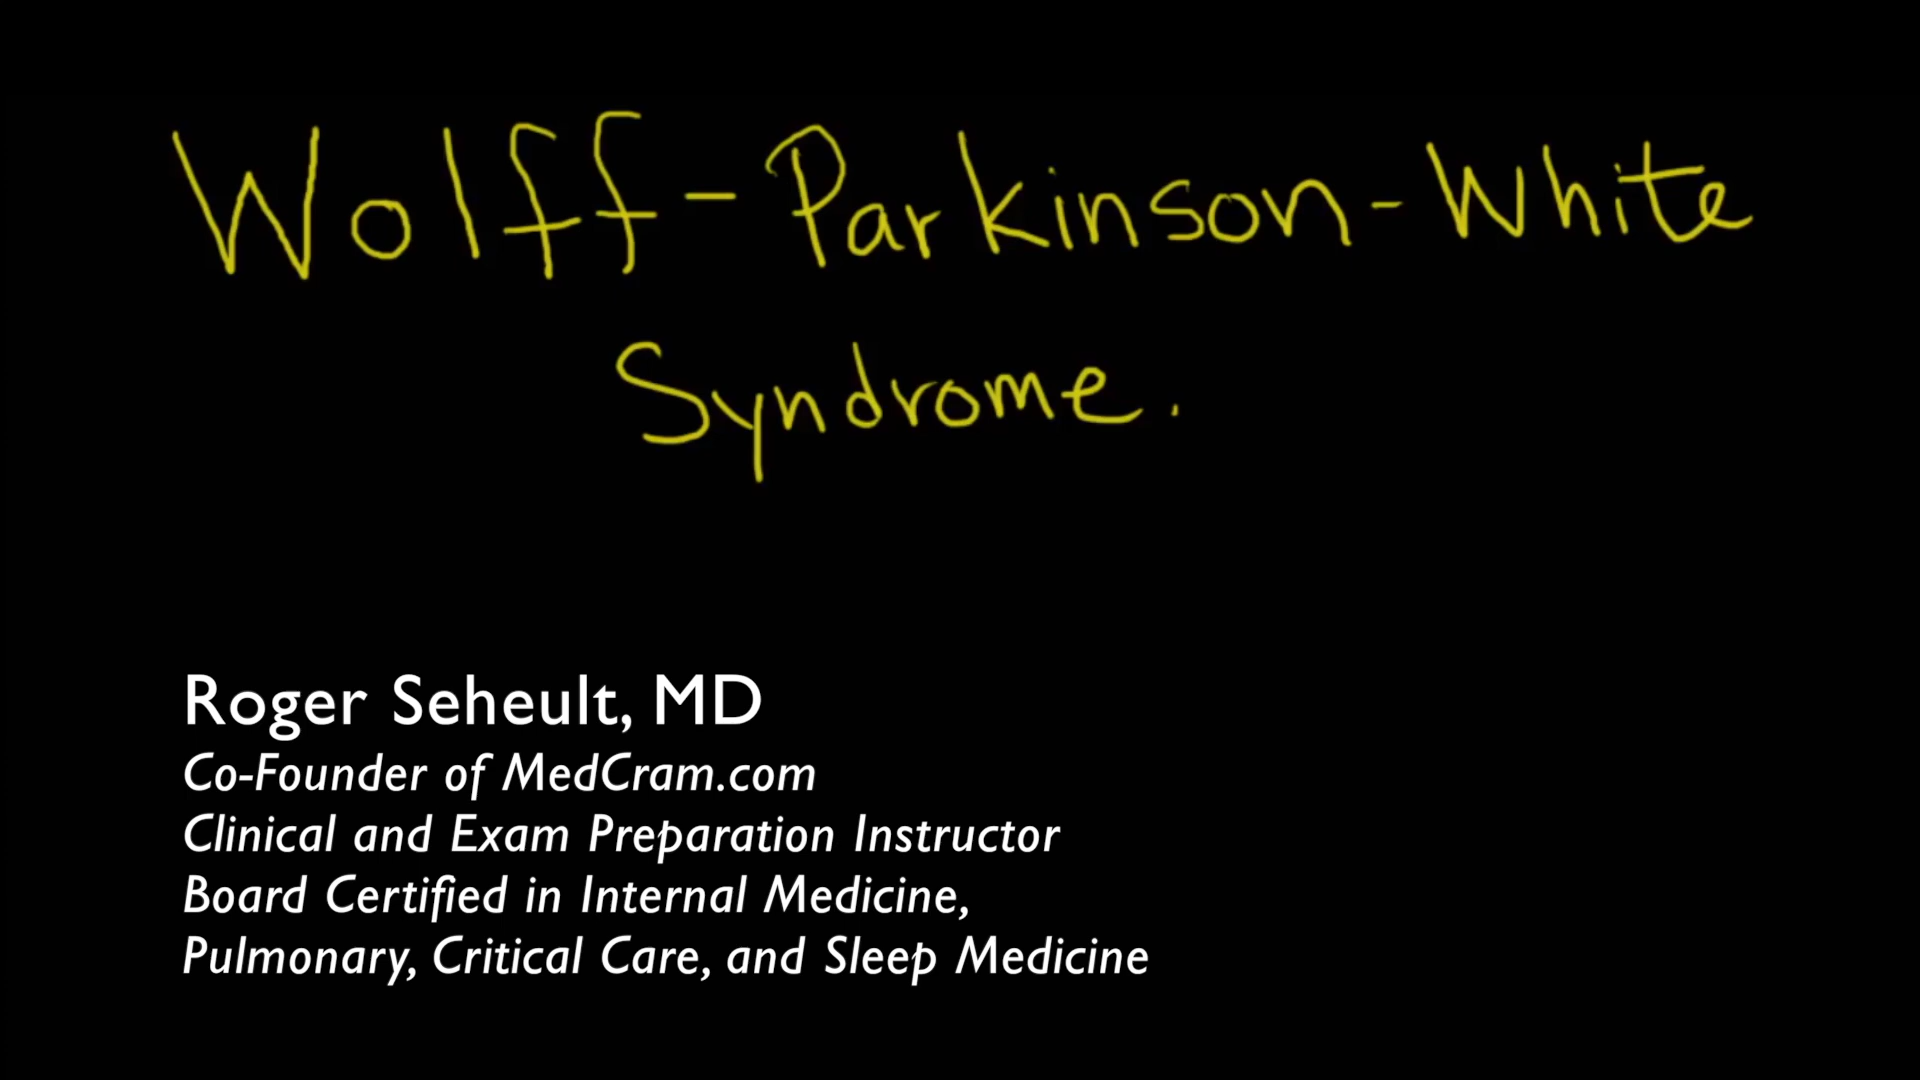 Wolff-Parkinson-White
Syndrome.
Roger Seheult, MD
Co-Founder of MedCram.com
Clinical and Exam Preparation Instructor
Board Certified in Internal Medicine,
Pulmonary, Critical Care, and Sleep Medicine